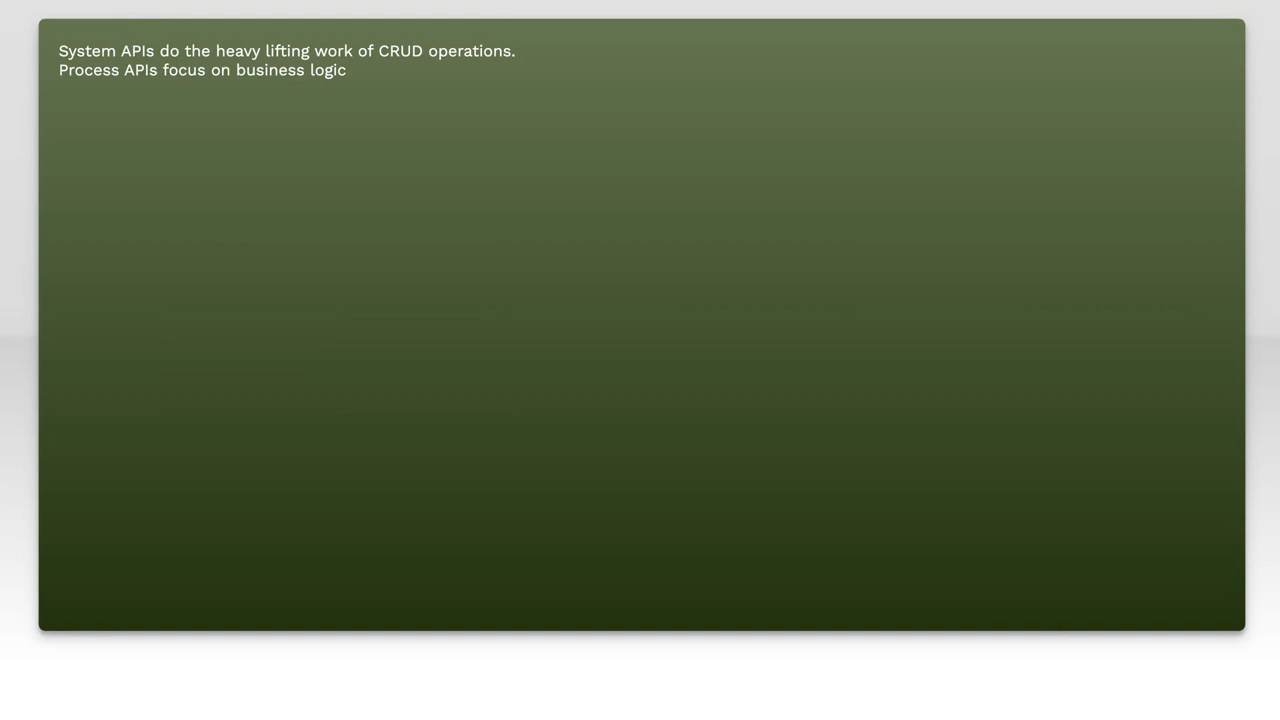 System APIs do the heavy lifting work of CRUD operations.
Process APIs focus on business logic